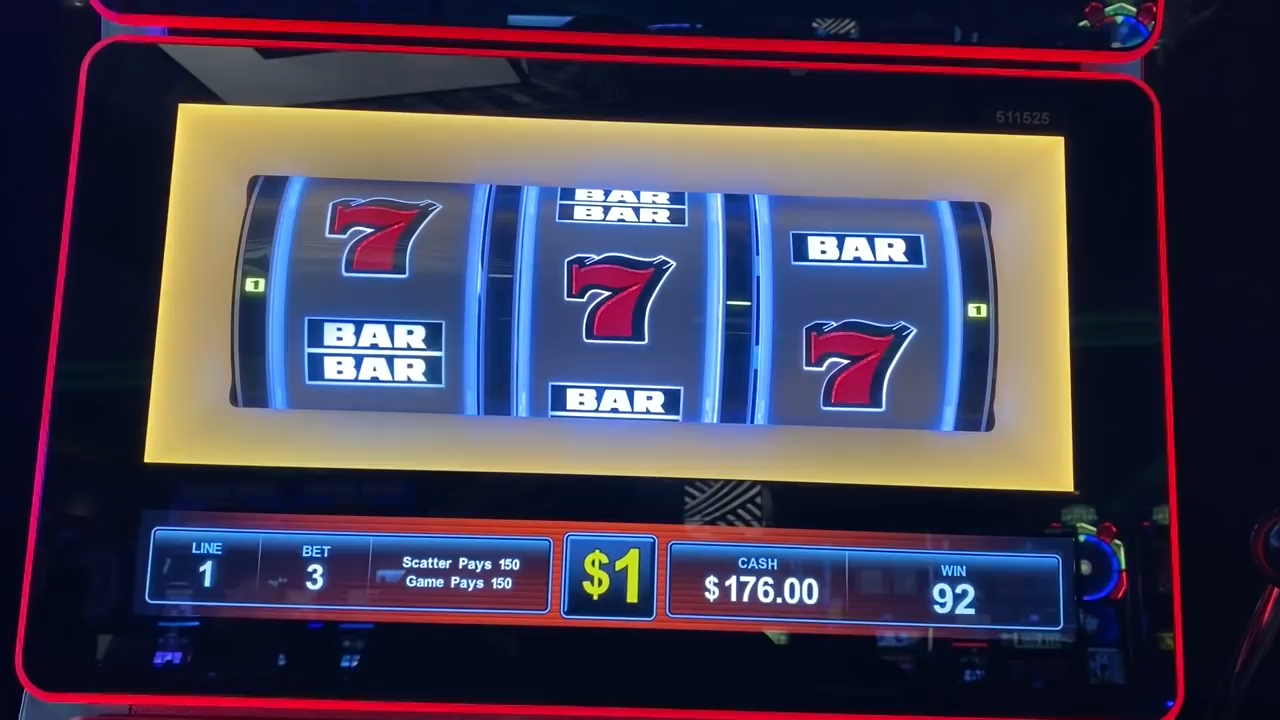 511525
7
BAR
BAR
BAR
BAR
7
BAR
BAR
7
1
1
LINE
1
BET
3
Scatter Pays 150
Game Pays 150
$1
CASH
$176.00
WIN
92